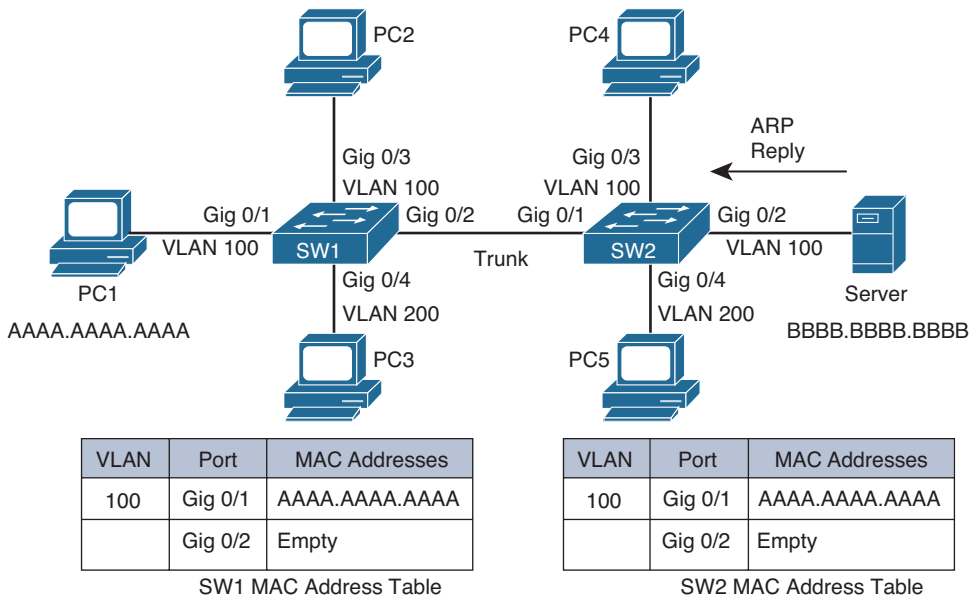 PC2
PC4
ARP
Reply
Gig 0/3
VLAN 100
Gig 0/3
VLAN 100
Gig 0/1
VLAN 100
SW1
Gig 0/2
Trunk
Gig 0/1
SW2
Gig 0/2
VLAN 100
PC1
AAAA.AAAA.AAAA
Gig 0/4
VLAN 200
Gig 0/4
VLAN 200
Server
BBBB.BBBB.BBBB
PC3
PC5
VLAN Port MAC Addresses
100 Gig 0/1 AAAA.AAAA.AAAA
Gig 0/2 Empty
SW1 MAC Address Table
VLAN Port MAC Addresses
100 Gig 0/1 AAAA.AAAA.AAAA
Gig 0/2 Empty
SW2 MAC Address Table